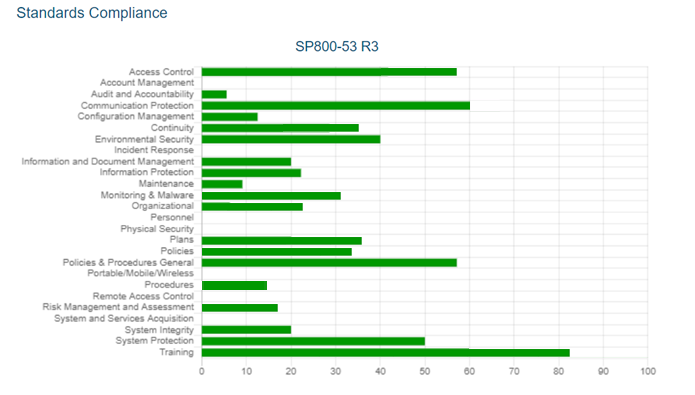 Standards Compliance
SP800-53 R3
Access Control
Account Management
Audit and Accountability
Communication Protection
Configuration Management
Continuity
Environmental Security
Incident Response
Information and Document Management
Information Protection
Maintenance
Monitoring & Malware
Organizational
Personnel
Physical Security
Plans
Policies
Policies & Procedures General
Portable/Mobile/Wireless
Procedures
Remote Access Control
Risk Management and Assessment
System and Services Acquisition
System Integrity
System Protection
Training
0 10 20 30 40 50 60 70 80 90 100